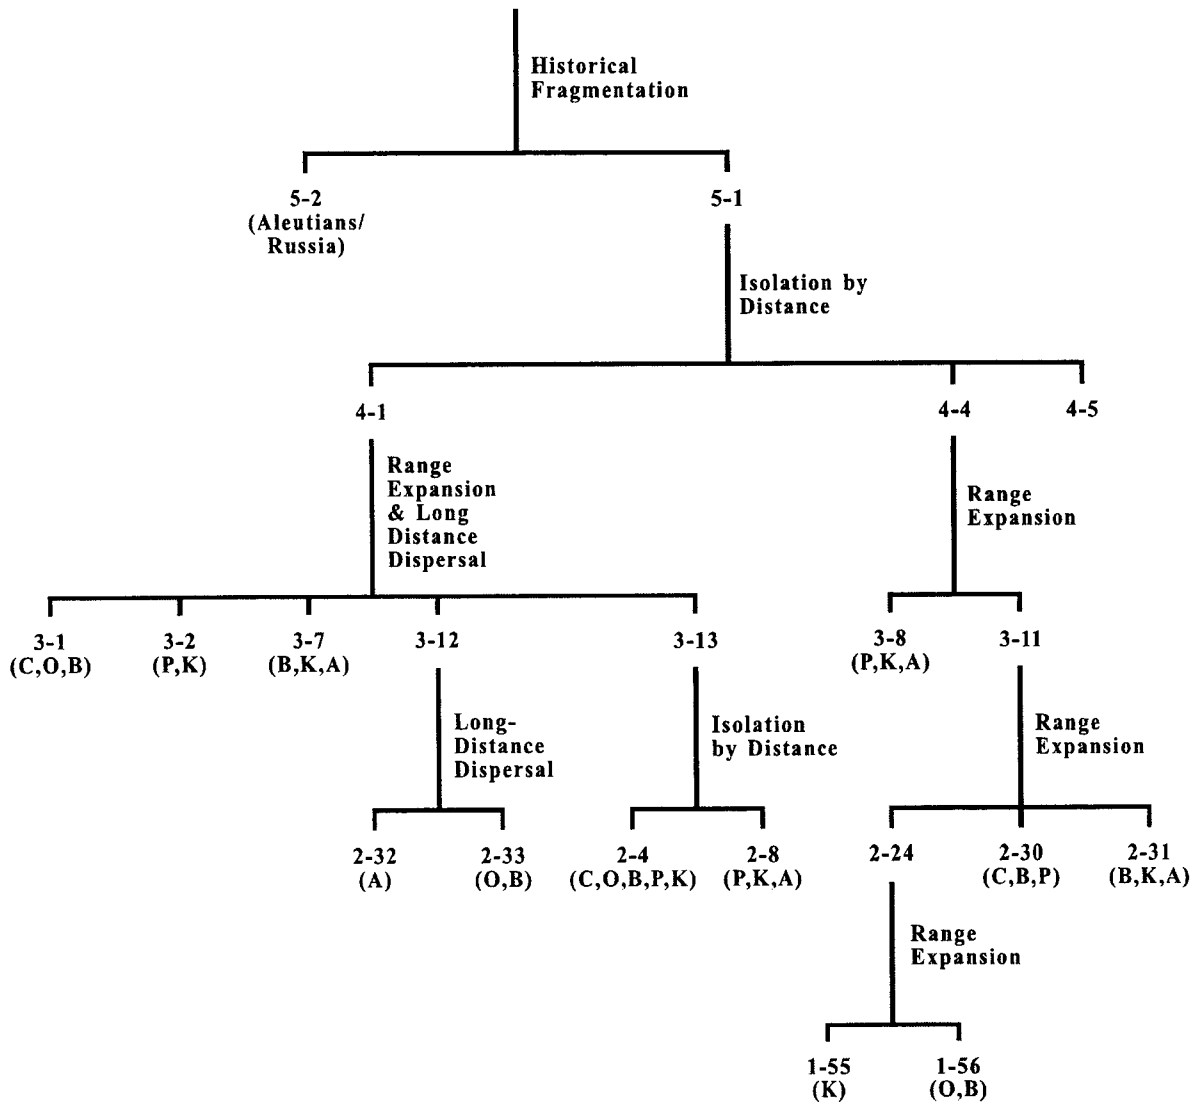 Historical
Fragmentation
5-2
(Aleutians/
Russia)
5-1
Isolation by
Distance
4-1
4-4
4-5
Range
Expansion
& Long
Distance
Dispersal
Range
Expansion
3-1
(C,O,B)
3-2
(P,K)
3-7
(B,K,A)
3-12
3-13
3-8
(P,K,A)
3-11
Long-
Distance
Dispersal
Isolation
by Distance
Range
Expansion
2-32
(A)
2-33
(O,B)
2-4
(C,O,B,P,K)
2-8
(P,K,A)
2-24
2-30
(C,B,P)
2-31
(B,K,A)
Range
Expansion
1-55
(K)
1-56
(O,B)